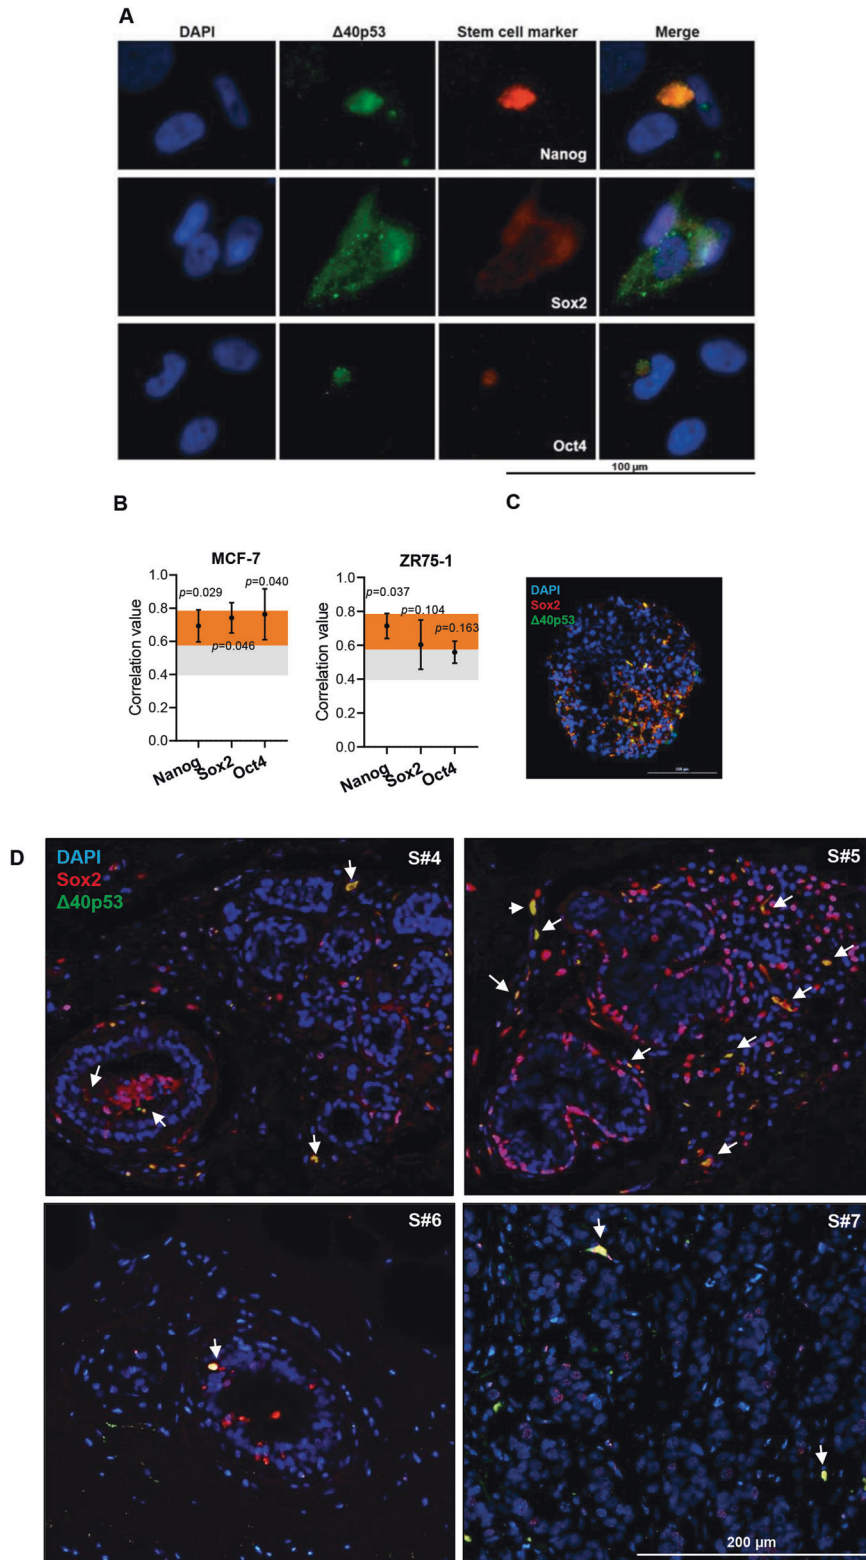 A
DAPI Δ40p53 Stem cell marker Merge
Nanog
Sox2
Oct4
100 µm
B
C
MCF-7
ZR75-1
Correlation value
1.0
0.8
0.6
0.4
0.2
0.0
p=0.029
p=0.040
p=0.046
Nanog
Sox2
Oct4
Correlation value
1.0
0.8
0.6
0.4
0.2
0.0
p=0.037
p=0.104
p=0.163
Nanog
Sox2
Oct4
DAPI
Sox2
Δ40p53
D
DAPI
Sox2
Δ40p53
S#4
S#5
S#6
S#7
200 µm